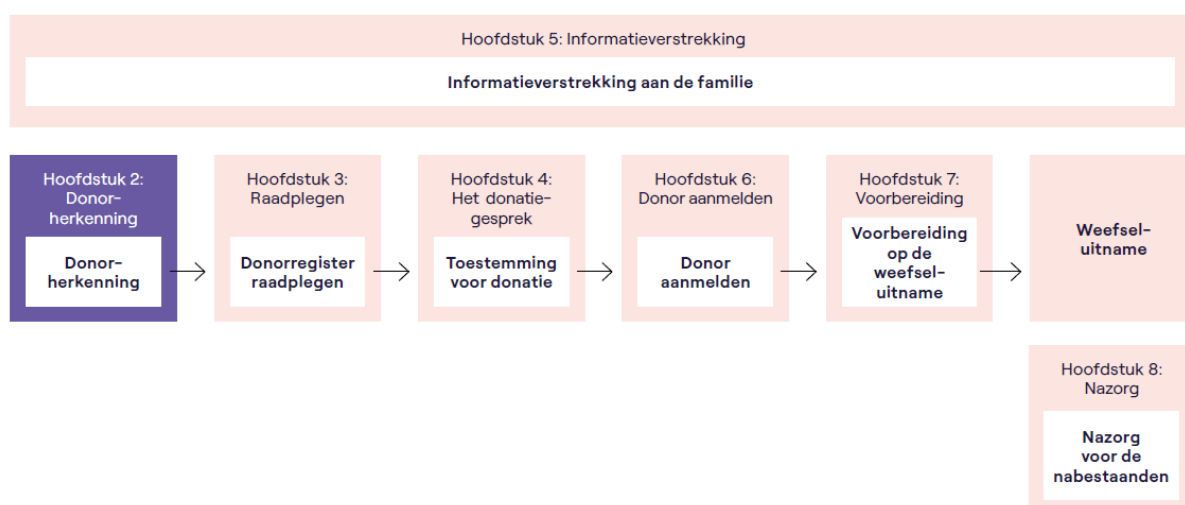 Hoofdstuk 5: Informatieverstrekking
Informatieverstrekking aan de familie
Hoofdstuk 2:
Donor-
herkenning
Donor-
herkenning
Hoofdstuk 3:
Raadplegen
Donorregister
raadplegen
Hoofdstuk 4:
Het donatie-
gesprek
Toestemming
voor donatie
Hoofdstuk 6:
Donor aanmelden
Donor
aanmelden
Hoofdstuk 7:
Voorbereiding
Voorbereiding
op de
weefsel-
uitname
Weefsel-
uitname
Hoofdstuk 8:
Nazorg
Nazorg
voor de
nabestaanden